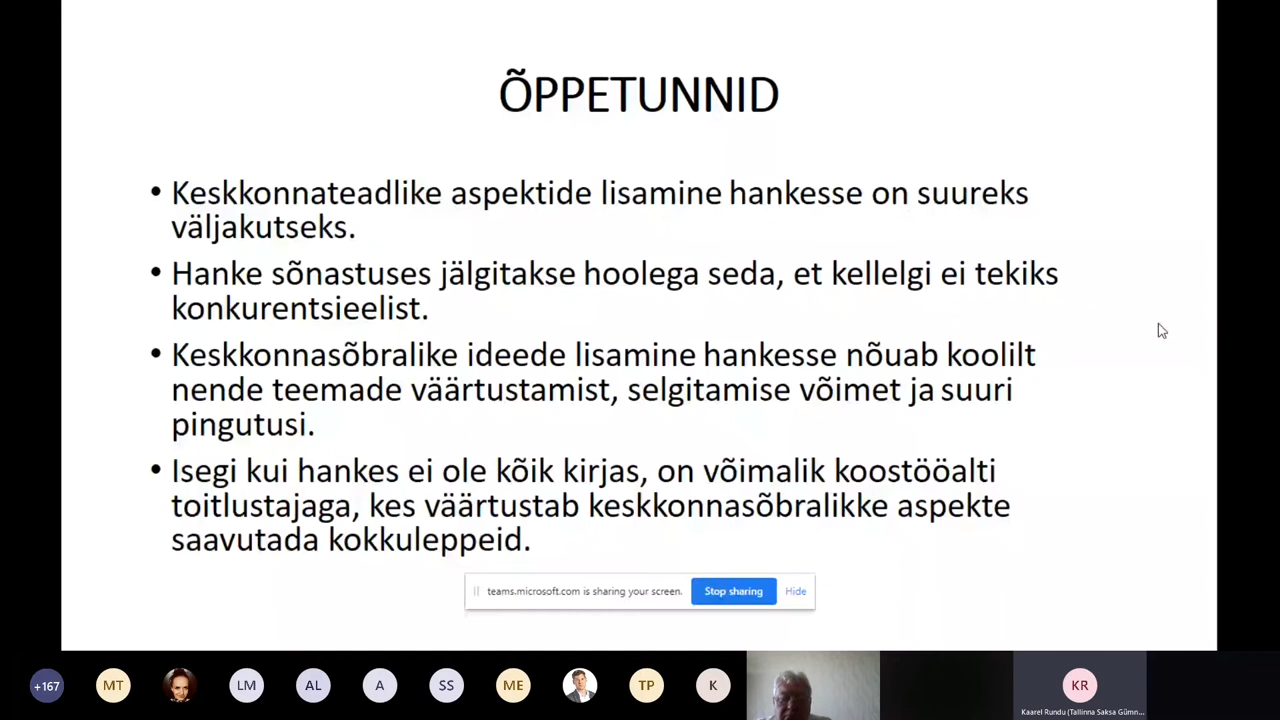 ÕPPETUNNID
• Keskkonnateadlike aspektide lisamine hankesse on suureks
väljakutseks.
• Hanke sõnastuses jälgitakse hoolega seda, et kellelgi ei tekiks
konkurentsieelist.
• Keskkonnasõbralike ideede lisamine hankesse nõuab koolilt
nende teemade väärtustamist, selgitamise võimet ja suuri
pingutusi.
• Isegi kui hankes ei ole kõik kirjas, on võimalik koostööalti
toitlustajaga, kes väärtustab keskkonnasõbralikke aspekte
saavutada kokkuleppeid.
teams.microsoft.com is sharing your screen. Stop sharing Hide
+167 MT LM AL A SS ME TP K KR
Kaarel Rundu (Tallinna Saksa Gümn...